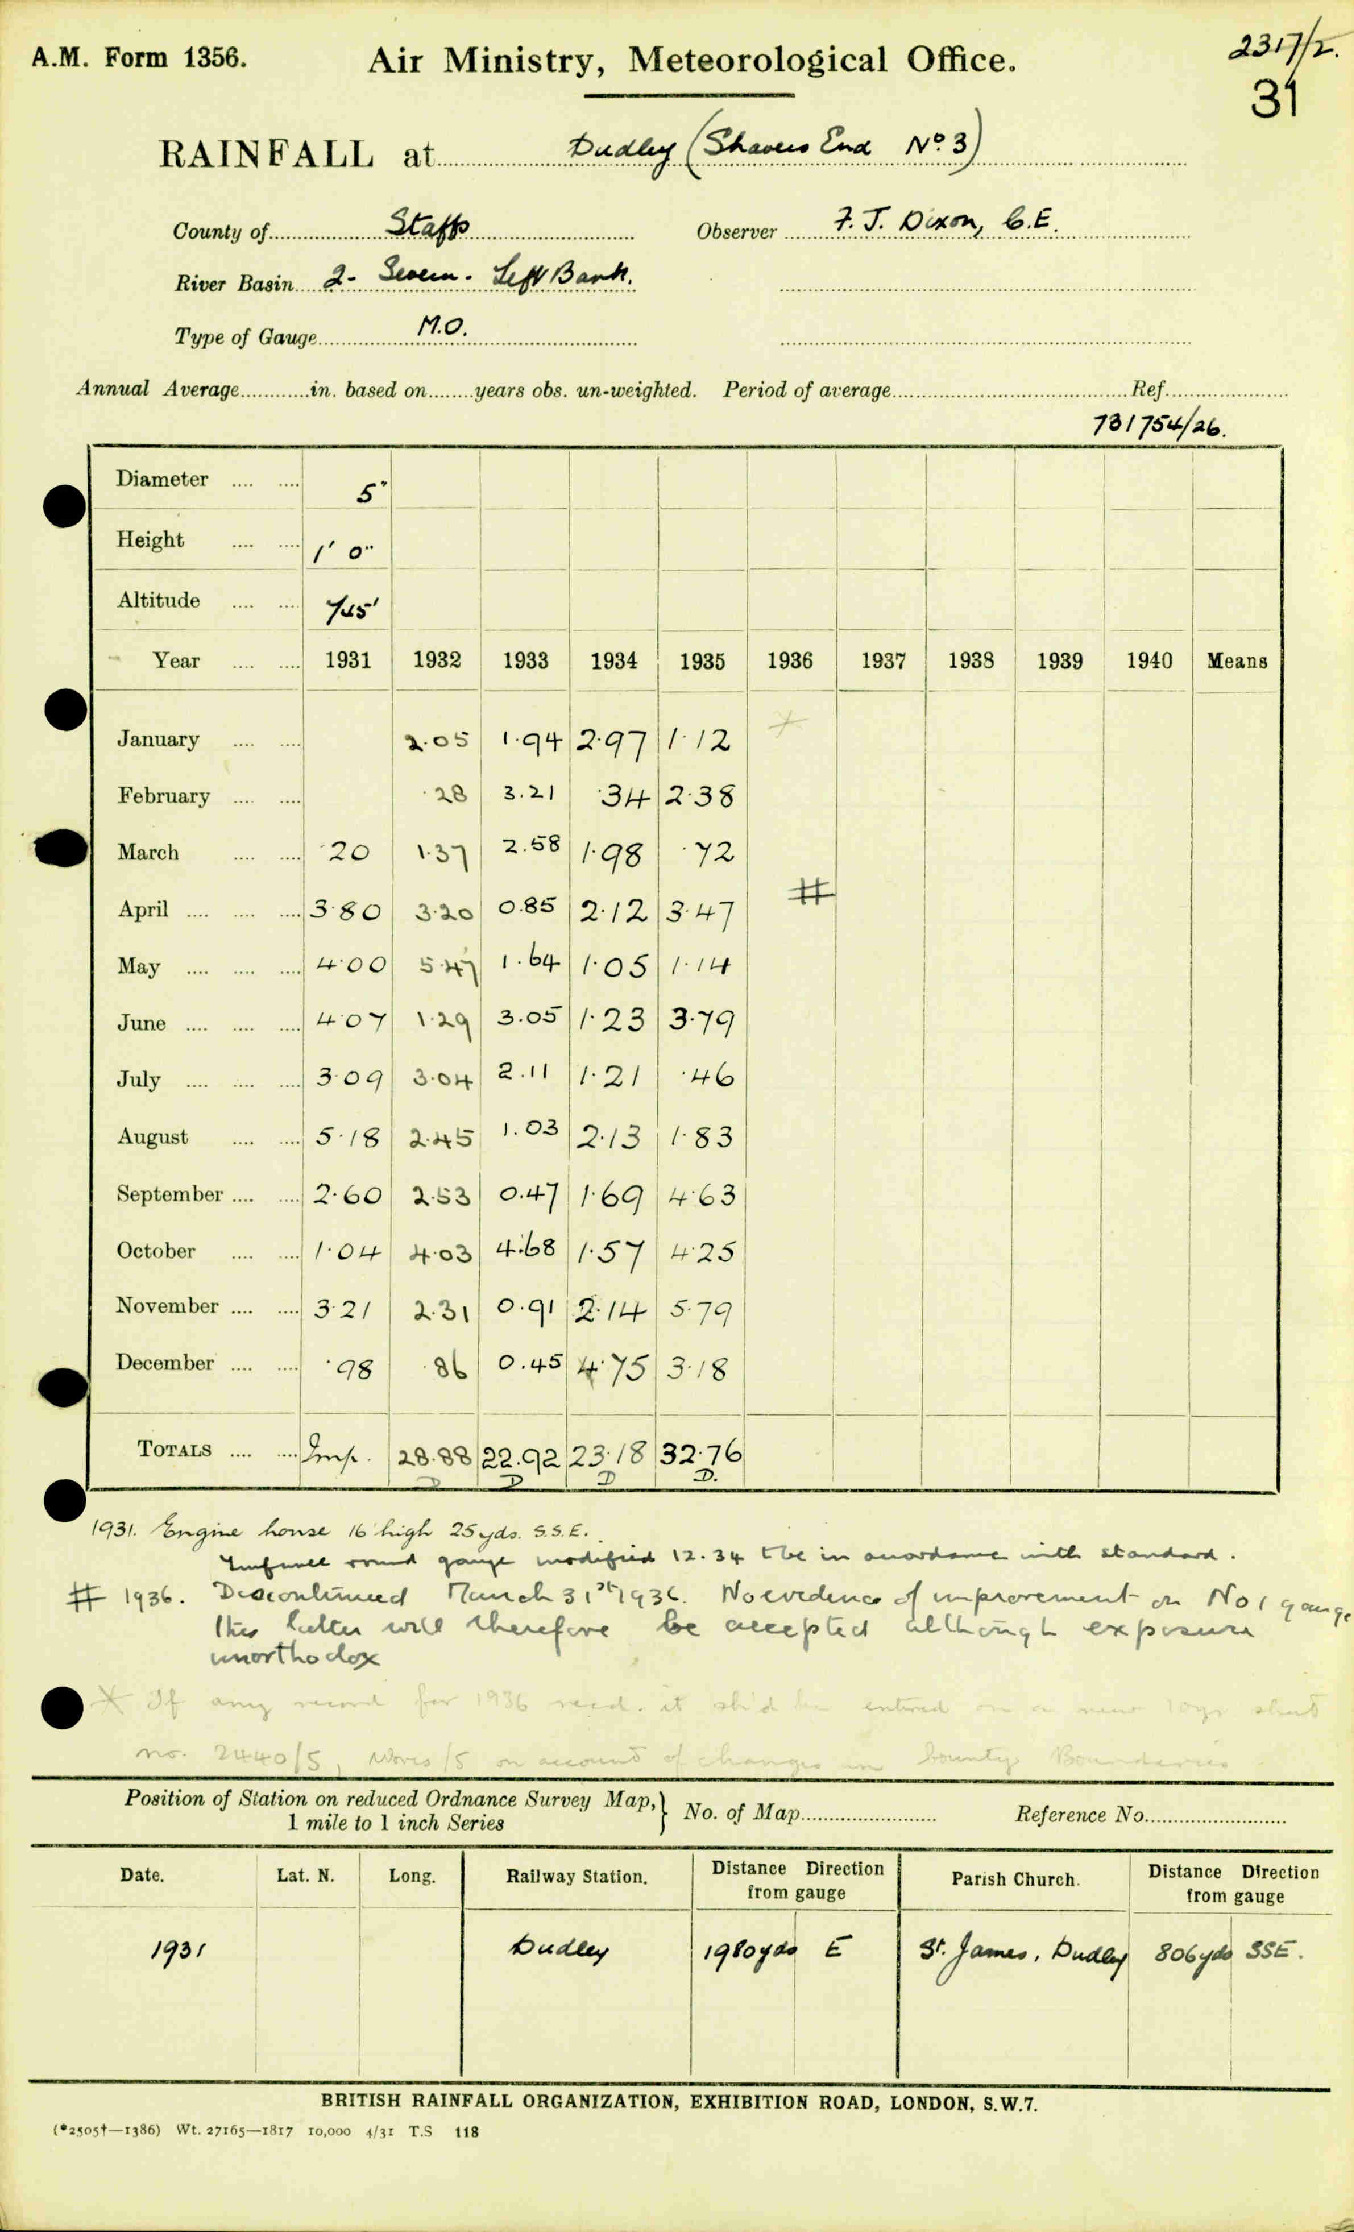 A.M. Form 1356.
Air Ministry, Meteorological Office.
2317/2.
31
RAINFALL at Dudley (Shavers End No 3)
County of Staffs Observer F. J. Dixon, C.E.
River Basin 2 - Severn. Left Bank.
Type of Gauge M.O.
Annual Average in. based on years obs. un-weighted. Period of average Ref.
731754/26.
Diameter 5"
Height 1' 0"
Altitude 745'
Year 1931 1932 1933 1934 1935 1936 1937 1938 1939 1940 Means
January 2.05 1.94 2.97 1.12
February .28 3.21 .34 2.38
March .20 1.37 2.58 1.98 .72
April 3.80 3.20 0.85 2.12 3.47 #
May 4.00 5.47 1.64 1.05 1.14
June 4.07 1.29 3.05 1.23 3.79
July 3.09 3.04 2.11 1.21 .46
August 5.18 2.45 1.03 2.13 1.83
September 2.60 2.53 0.47 1.69 4.63
October 1.04 4.03 4.68 1.57 4.25
November 3.21 2.31 0.91 2.14 5.79
December .98 .86 0.45 4.75 3.18
TOTALS Imp. 28.88 22.92 23.18 32.76
D D D D.
1931. Engine house 16' high 25 yds. S.S.E.
round gauge modified 12.34 to be in accordance with standard.
# 1936. Discontinued March 31st 1936. No evidence of improvement on No 1 gauge
this latter will therefore be accepted although exposure
unorthodox
If any record for 1936 recd. it sh'd be entered on a new 10yr sheet
no. 2440/5, Worcs/5 on account of changes in County Boundaries
Position of Station on reduced Ordnance Survey Map, } No. of Map Reference No.
1 mile to 1 inch Series
Date. Lat. N. Long. Railway Station. Distance Direction from gauge Parish Church. Distance Direction from gauge
1931 Dudley 1980 yds E St. James, Dudley 806 yds SSE.
BRITISH RAINFALL ORGANIZATION, EXHIBITION ROAD, LONDON, S.W.7.
(*2505†—1386) Wt. 27165—1817 10,000 4/31 T.S 118